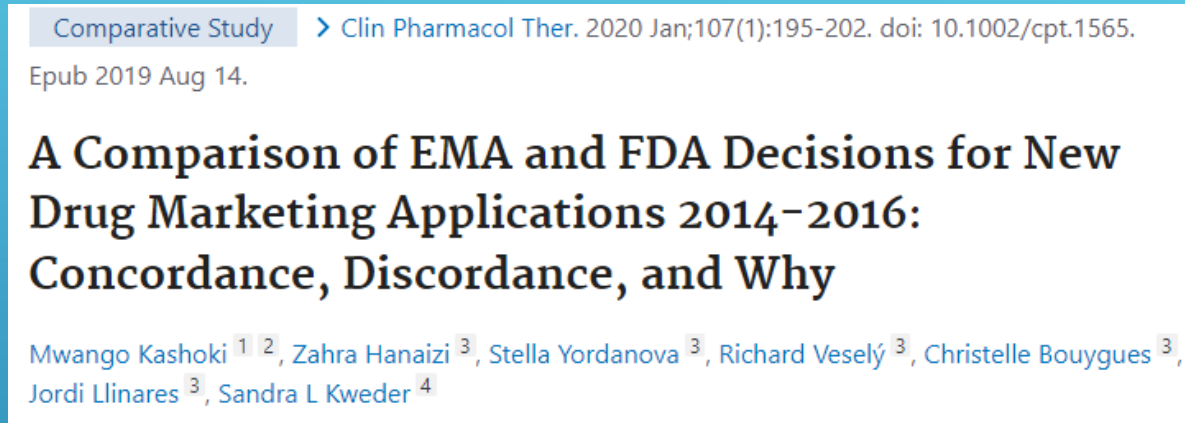 Comparative Study > Clin Pharmacol Ther. 2020 Jan;107(1):195-202. doi: 10.1002/cpt.1565.
Epub 2019 Aug 14.
A Comparison of EMA and FDA Decisions for New
Drug Marketing Applications 2014-2016:
Concordance, Discordance, and Why
Mwango Kashoki 1 2, Zahra Hanaizi 3, Stella Yordanova 3, Richard Veselý 3, Christelle Bouygues 3,
Jordi Llinares 3, Sandra L Kweder 4